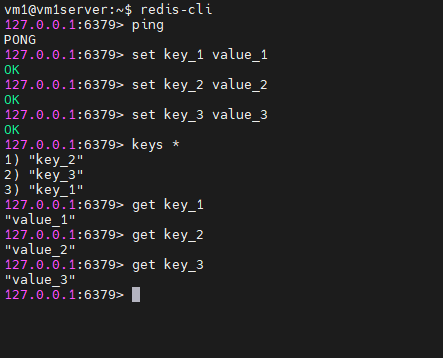 vm1@vm1server:~$ redis-cli
127.0.0.1:6379> ping
PONG
127.0.0.1:6379> set key_1 value_1
OK
127.0.0.1:6379> set key_2 value_2
OK
127.0.0.1:6379> set key_3 value_3
OK
127.0.0.1:6379> keys *
1) "key_2"
2) "key_3"
3) "key_1"
127.0.0.1:6379> get key_1
"value_1"
127.0.0.1:6379> get key_2
"value_2"
127.0.0.1:6379> get key_3
"value_3"
127.0.0.1:6379>